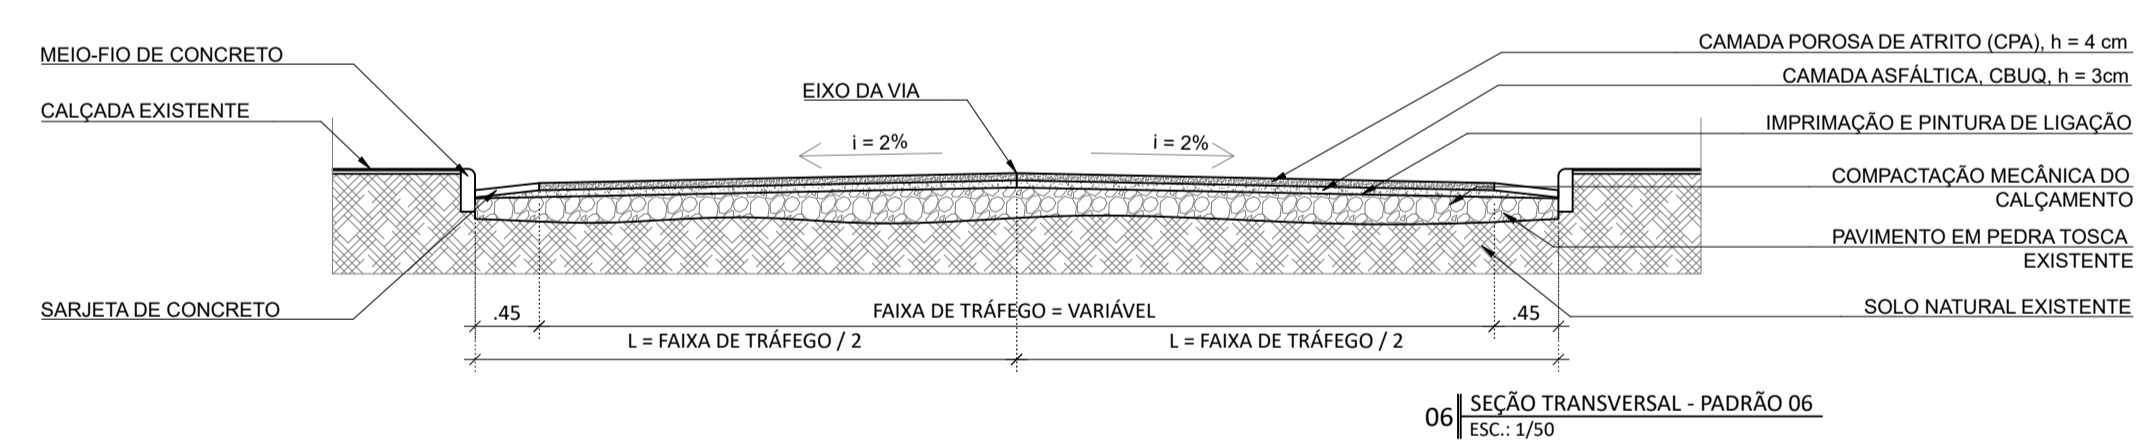 MEIO-FIO DE CONCRETO
CALÇADA EXISTENTE
EIXO DA VIA
i = 2%
i = 2%
CAMADA POROSA DE ATRITO (CPA), h = 4 cm
CAMADA ASFÁLTICA, CBUQ, h = 3cm
IMPRIMAÇÃO E PINTURA DE LIGAÇÃO
COMPACTAÇÃO MECÂNICA DO
CALÇAMENTO
PAVIMENTO EM PEDRA TOSCA
EXISTENTE
SOLO NATURAL EXISTENTE
SARJETA DE CONCRETO
.45
FAIXA DE TRÁFEGO = VARIÁVEL
.45
L = FAIXA DE TRÁFEGO / 2
L = FAIXA DE TRÁFEGO / 2
06
SEÇÃO TRANSVERSAL - PADRÃO 06
ESC.: 1/50